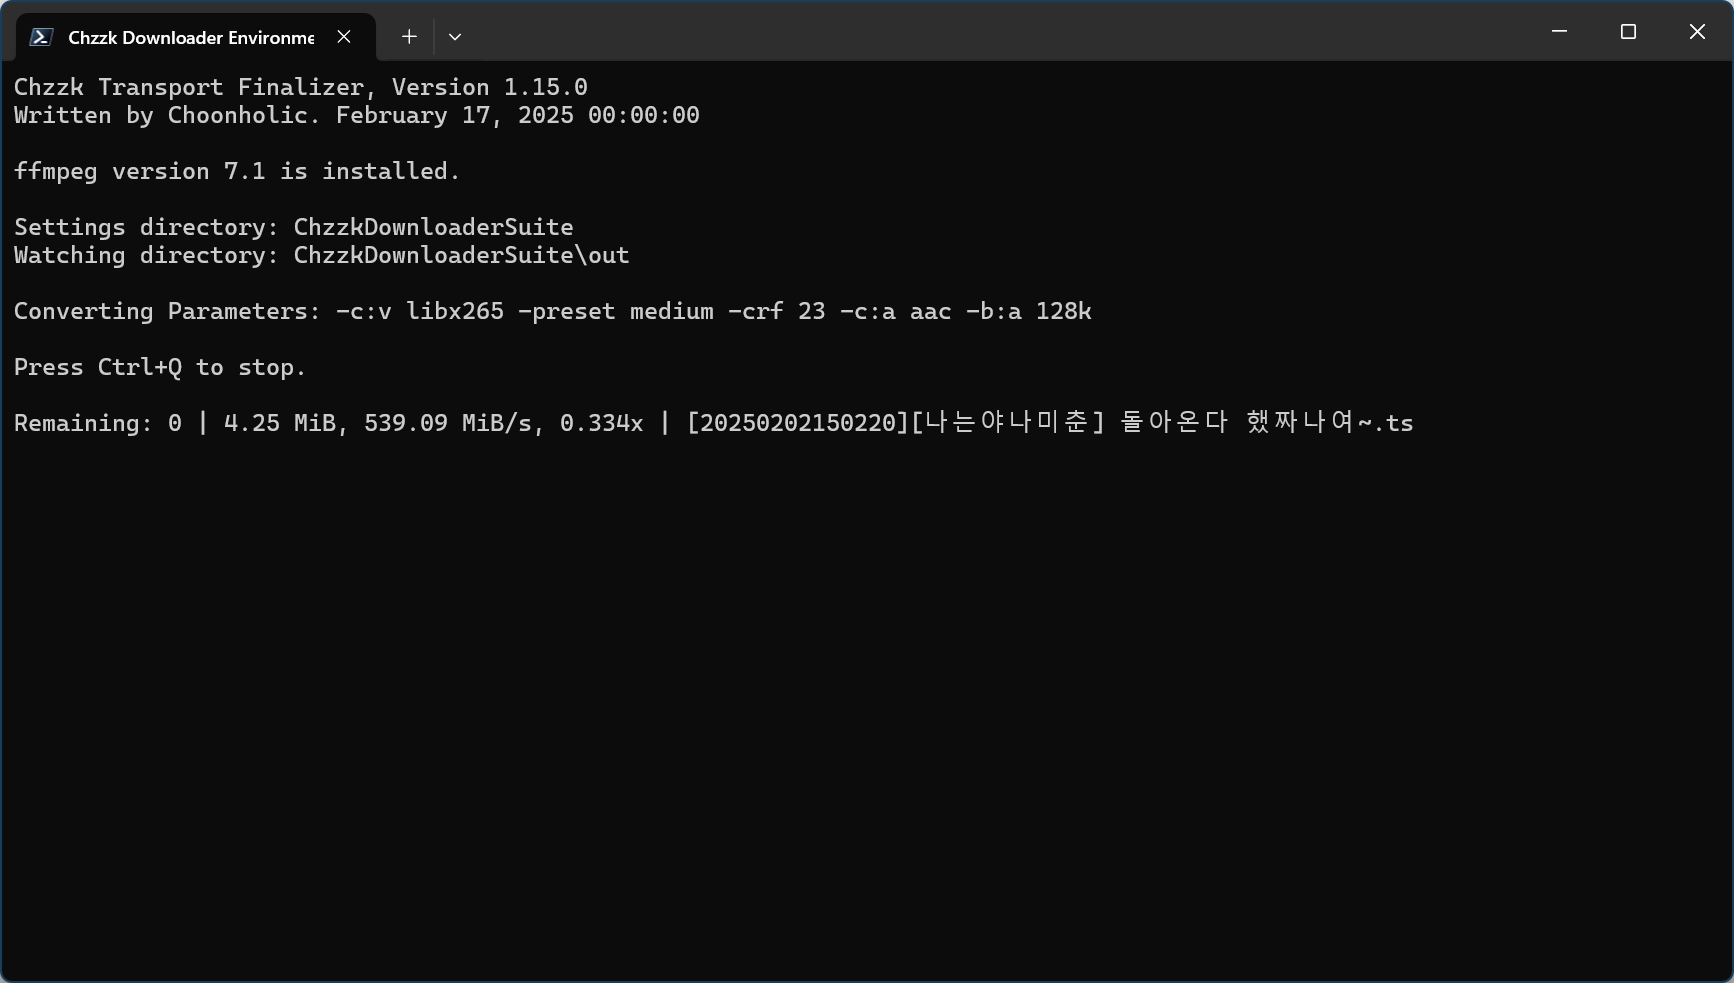 Chzzk Downloader Environme
Chzzk Transport Finalizer, Version 1.15.0
Written by Choonholic. February 17, 2025 00:00:00
ffmpeg version 7.1 is installed.
Settings directory: ChzzkDownloaderSuite
Watching directory: ChzzkDownloaderSuite\out
Converting Parameters: -c:v libx265 -preset medium -crf 23 -c:a aac -b:a 128k
Press Ctrl+Q to stop.
Remaining: 0 | 4.25 MiB, 539.09 MiB/s, 0.334x | [20250202150220][나는야나미춘] 돌아온다 했짜나여~.ts